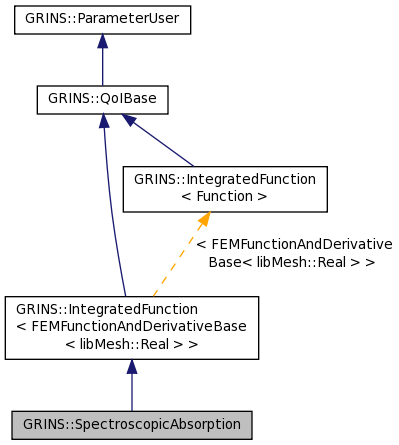 GRINS::ParameterUser
GRINS::QoIBase
GRINS::IntegratedFunction
< Function >
< FEMFunctionAndDerivative
Base< libMesh::Real > >
GRINS::IntegratedFunction
< FEMFunctionAndDerivativeBase
< libMesh::Real > >
GRINS::SpectroscopicAbsorption